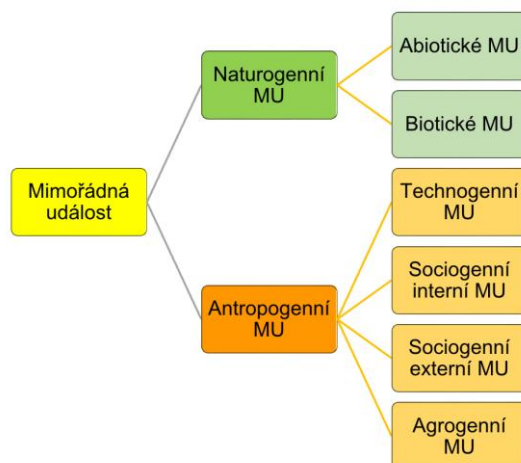 Mimořádná
událost
Naturogenní
MU
Abiotické MU
Biotické MU
Antropogenní
MU
Technogenní
MU
Sociogenní
interní MU
Sociogenní
externí MU
Agrogenní
MU